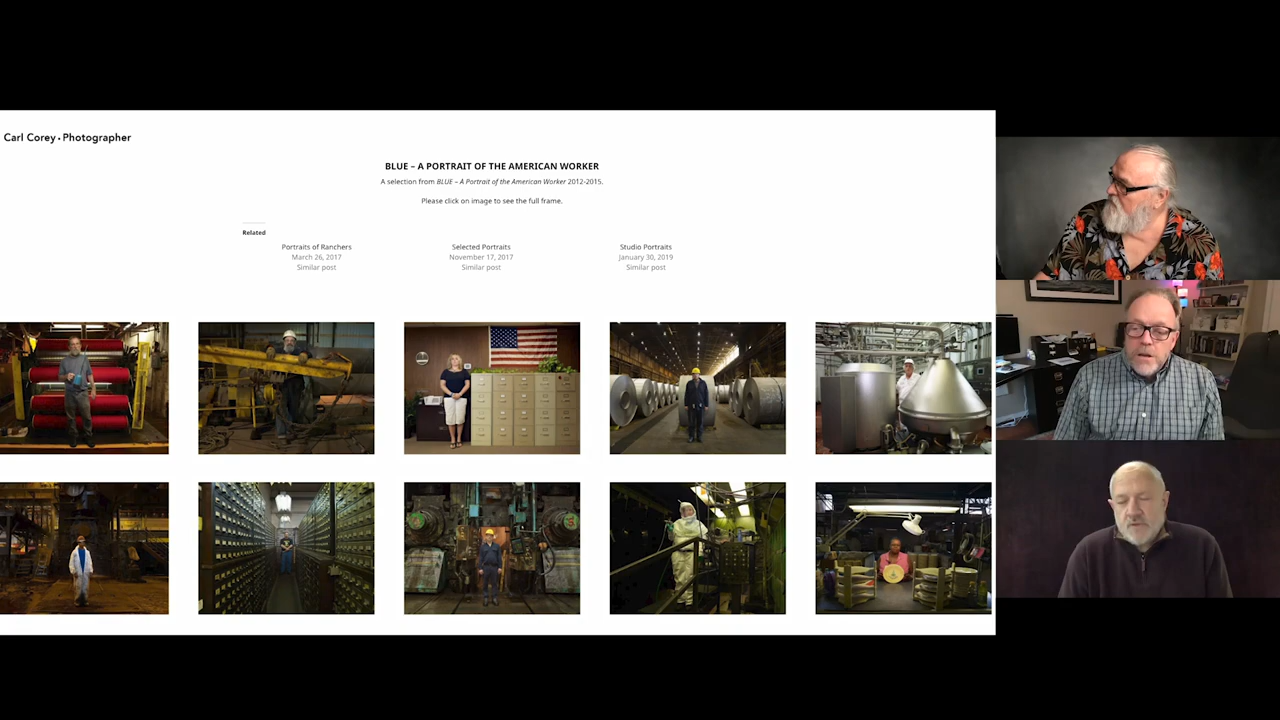 Carl Corey • Photographer
BLUE – A PORTRAIT OF THE AMERICAN WORKER
A selection from BLUE – A Portrait of the American Worker 2012-2015.
Please click on image to see the full frame.
Related
Portraits of Ranchers
March 26, 2017
Similar post
Selected Portraits
November 17, 2017
Similar post
Studio Portraits
January 30, 2019
Similar post